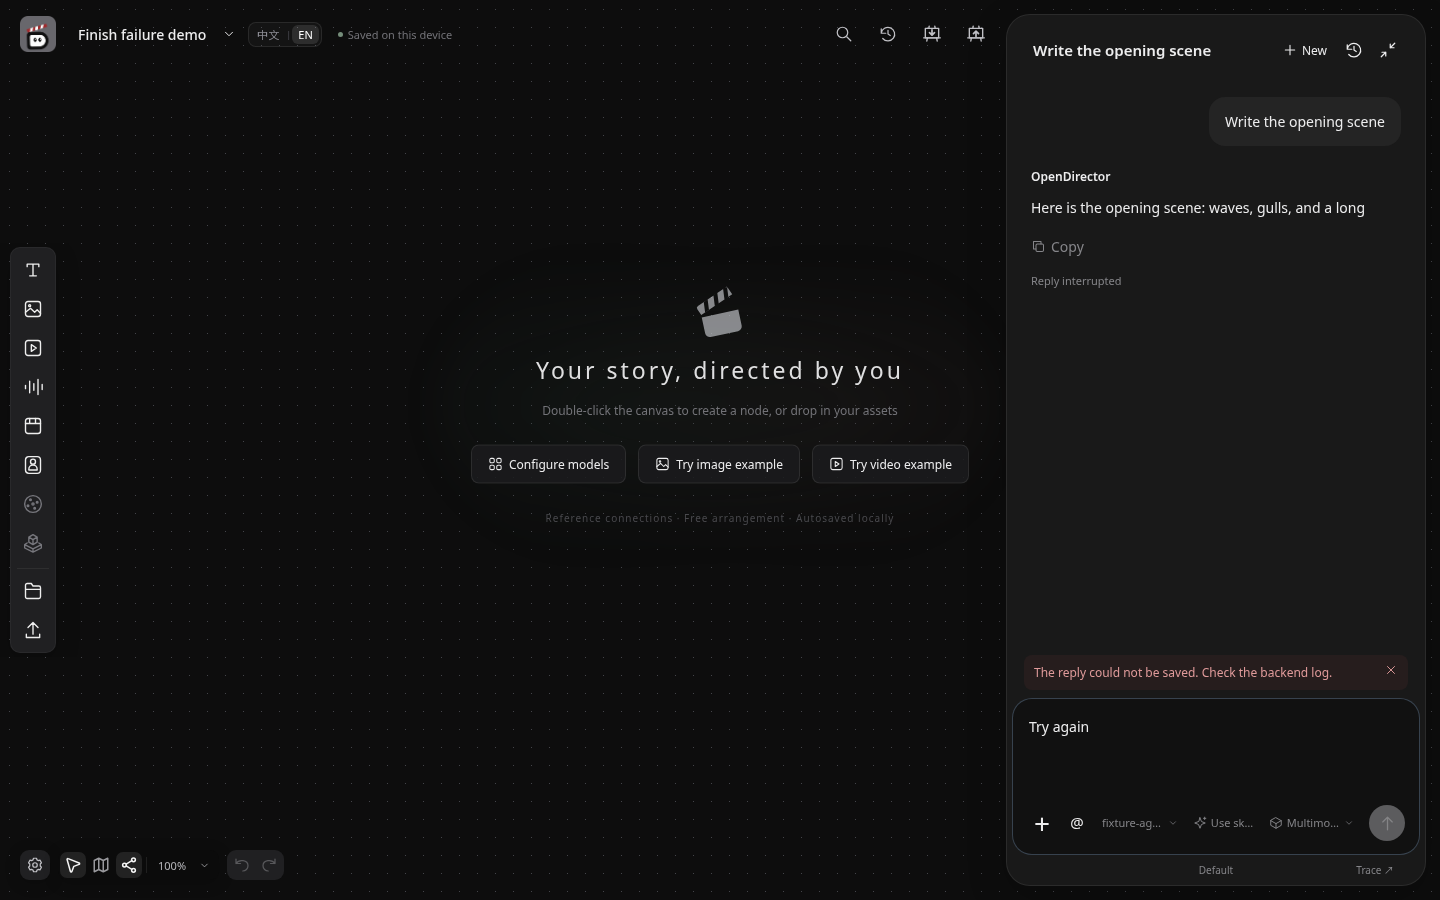 Finish failure demo
中文 | EN
Saved on this device
Write the opening scene
New
Write the opening scene
OpenDirector
Here is the opening scene: waves, gulls, and a long
Copy
Reply interrupted
Your story, directed by you
Double-click the canvas to create a node, or drop in your assets
Configure models
Try image example
Try video example
Reference connections · Free arrangement · Autosaved locally
The reply could not be saved. Check the backend log.
Try again
@
fixture-ag...
Use sk...
Multimo...
100%
Default
Trace ↗